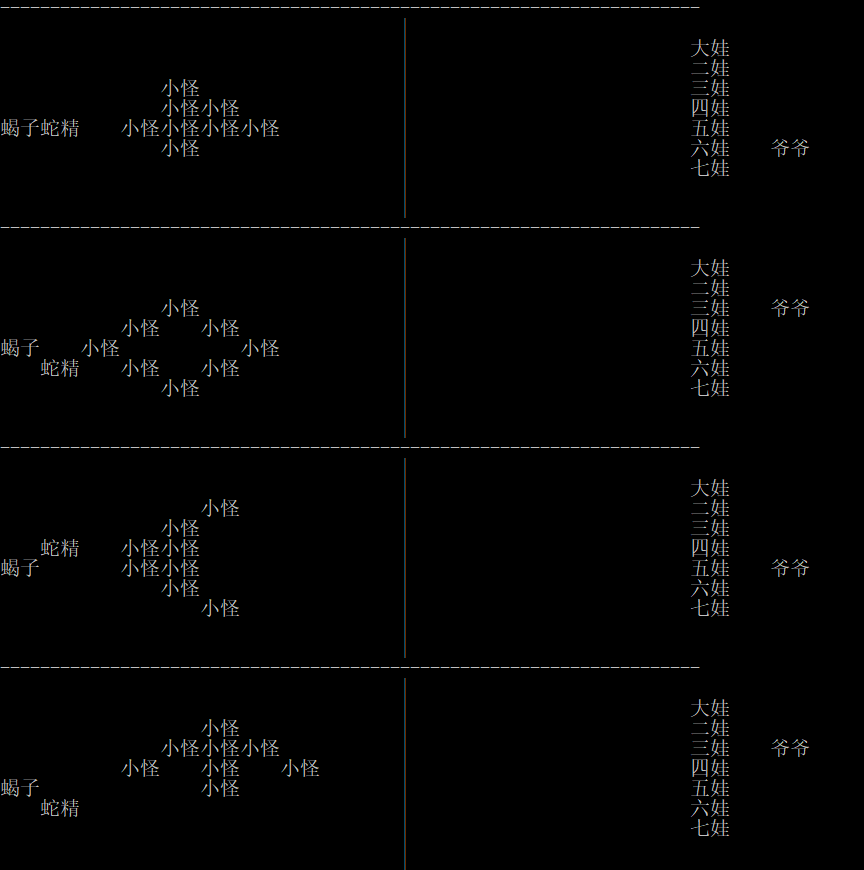 大娃
二娃
小怪 三娃
小怪小怪 四娃
蝎子蛇精 小怪小怪小怪小怪 五娃
小怪 六娃 爷爷
七娃
大娃
二娃
小怪 三娃 爷爷
小怪 小怪 四娃
蝎子 小怪 小怪 五娃
蛇精 小怪 小怪 六娃
小怪 七娃
大娃
小怪 二娃
小怪 三娃
蛇精 小怪小怪 四娃
蝎子 小怪小怪 五娃 爷爷
小怪 六娃
小怪 七娃
大娃
小怪 二娃
小怪小怪小怪 三娃 爷爷
小怪 小怪 小怪 四娃
蝎子 小怪 五娃
蛇精 六娃
七娃